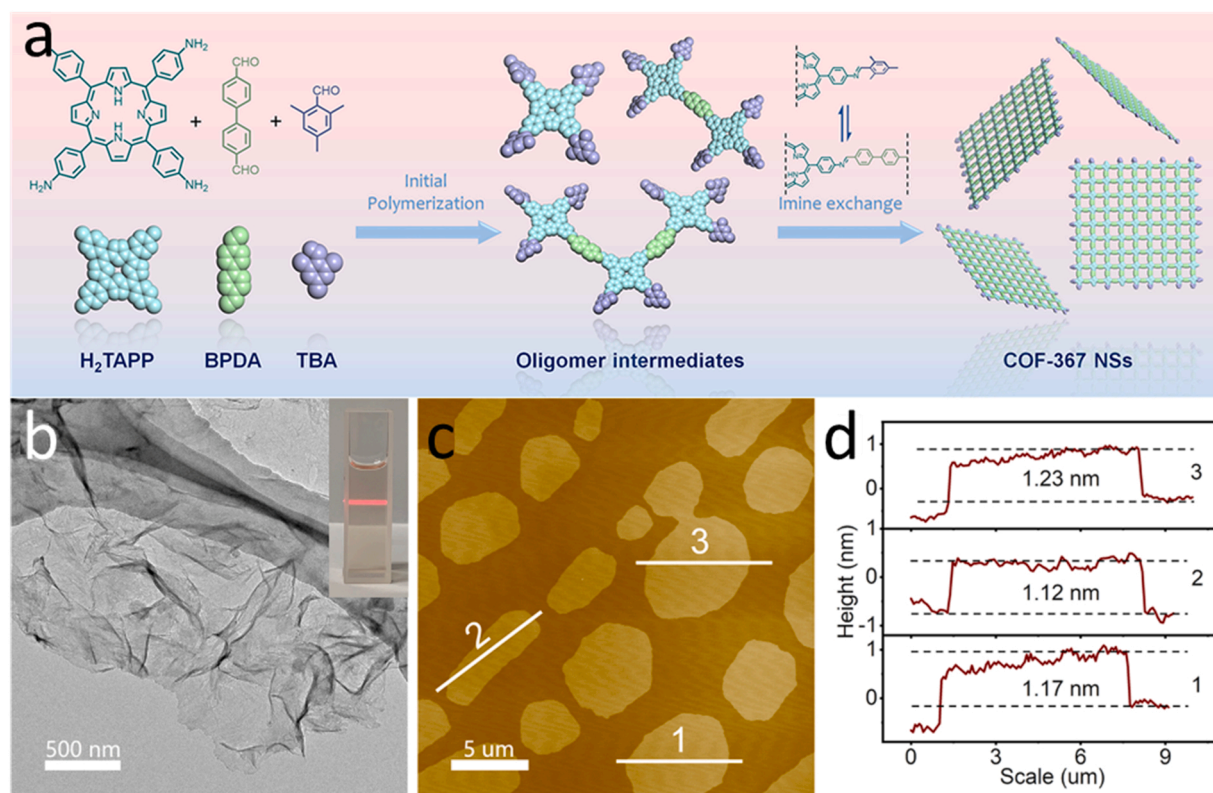 a
NH₂
CHO
CHO
NH
N
N
HN
+
+
H₂N
NH₂
CHO
Initial
Polymerization
Imine exchange
H₂TAPP
BPDA
TBA
Oligomer intermediates
COF-367 NSs
b
500 nm
c
3
2
1
5 um
d
Height (nm)
1
0
1.23 nm
3
1
0
-1
1.12 nm
2
1
0
1.17 nm
1
0
3
6
9
Scale (um)